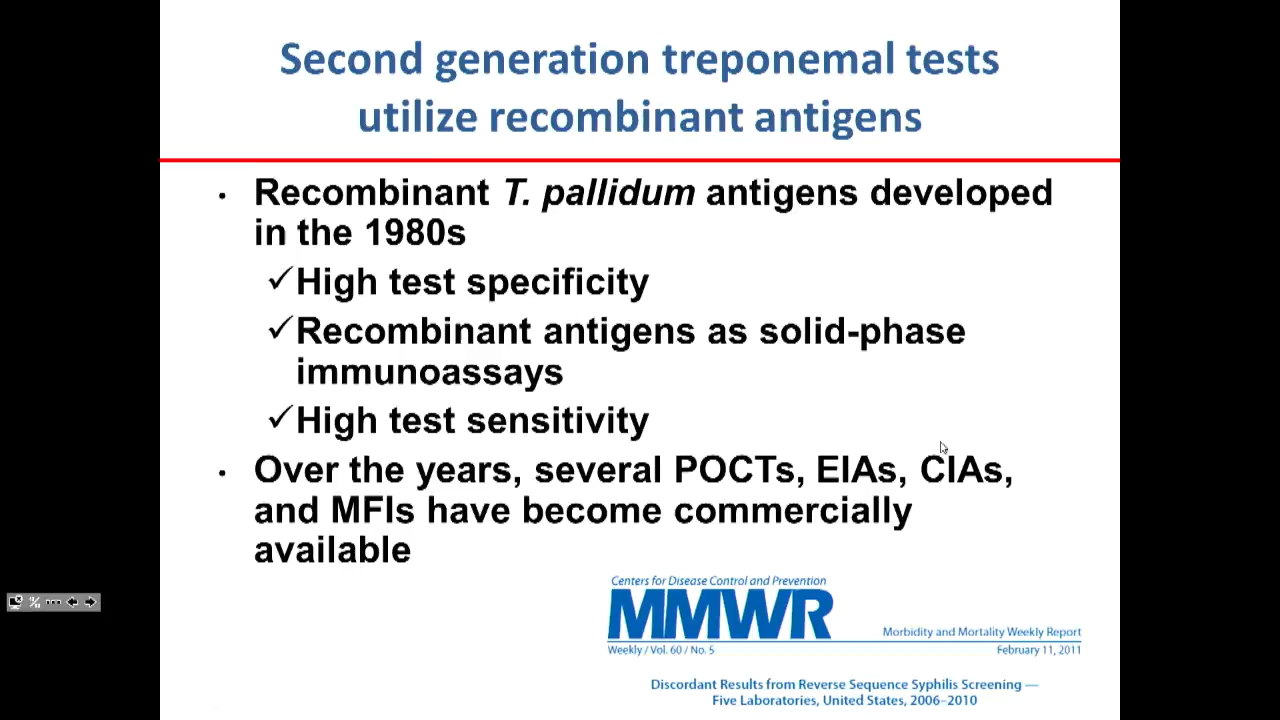 Second generation treponemal tests
utilize recombinant antigens
• Recombinant T. pallidum antigens developed
in the 1980s
✓High test specificity
✓Recombinant antigens as solid-phase
immunoassays
✓High test sensitivity
• Over the years, several POCTs, EIAs, CIAs,
and MFIs have become commercially
available
Centers for Disease Control and Prevention
MMWR
Morbidity and Mortality Weekly Report
Weekly / Vol. 60 / No. 5
February 11, 2011
Discordant Results from Reverse Sequence Syphilis Screening —
Five Laboratories, United States, 2006–2010